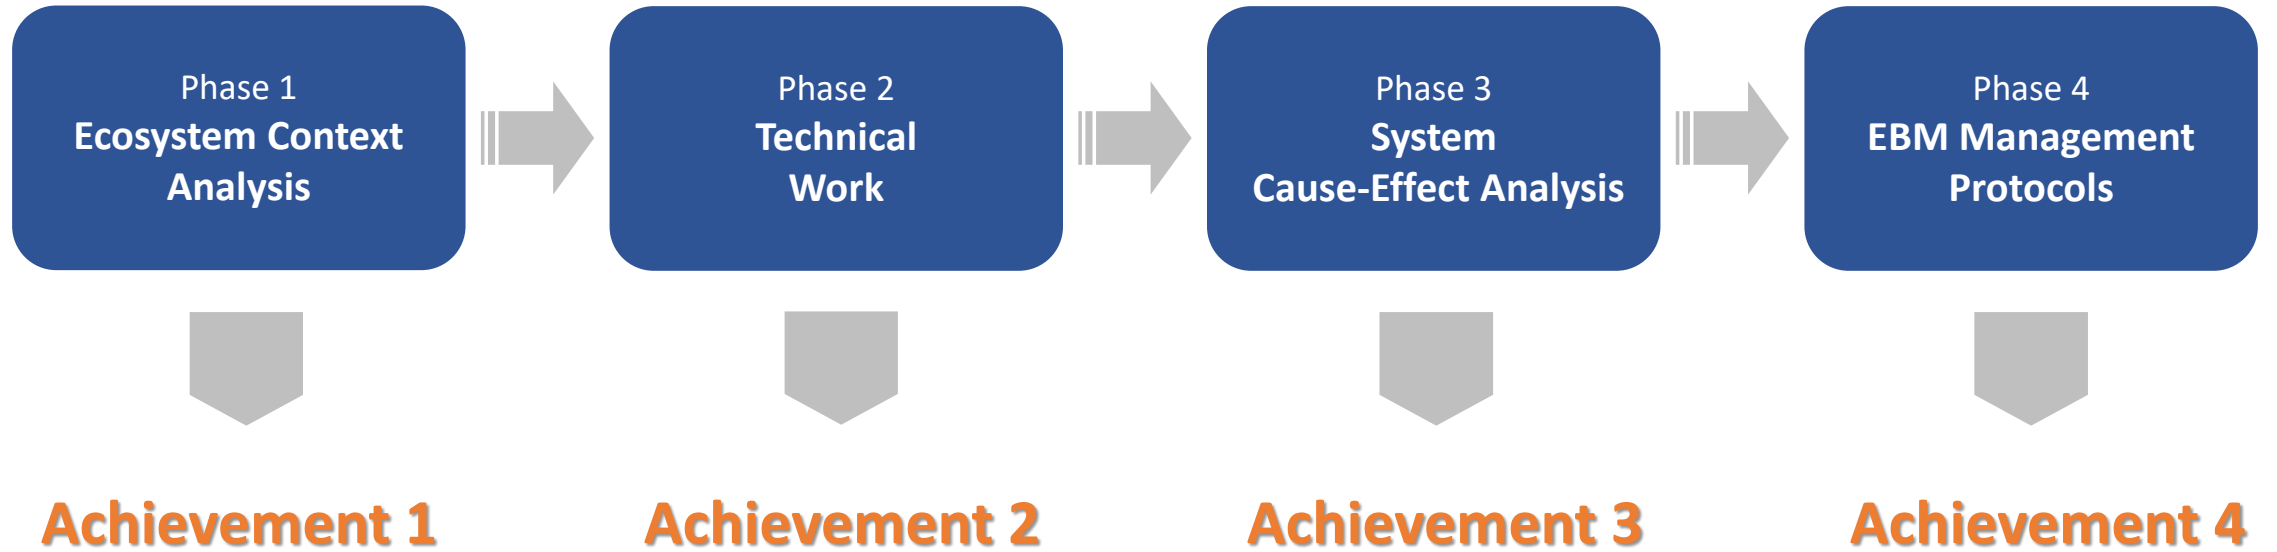 Phase 1
Ecosystem Context
Analysis
Phase 2
Technical
Work
Phase 3
System
Cause-Effect Analysis
Phase 4
EBM Management
Protocols
Achievement 1
Achievement 2
Achievement 3
Achievement 4